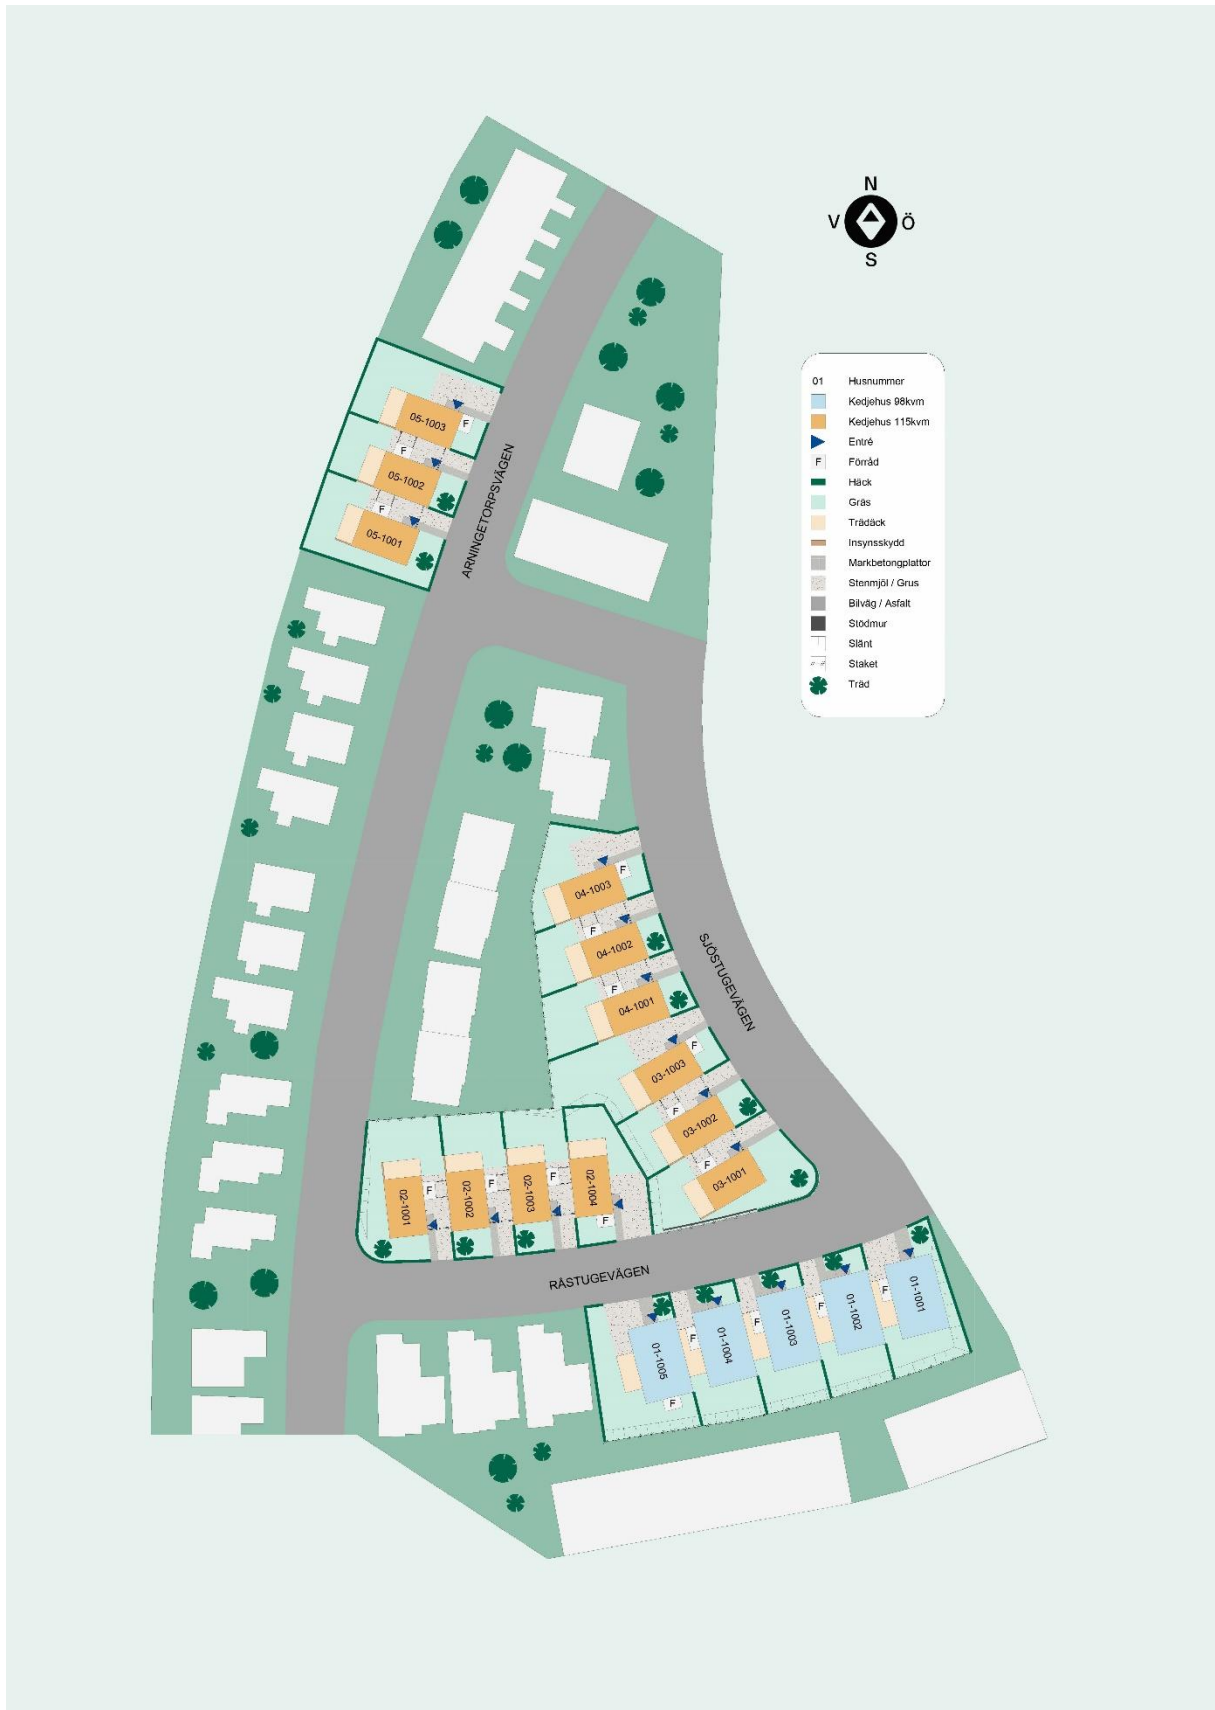 N
V Ö
S
01 Husnummer
Kedjehus 98kvm
Kedjehus 115kvm
Entré
F Förråd
Häck
Gräs
Trädäck
Insynsskydd
Markbetongplattor
Stenmjöl / Grus
Bilväg / Asfalt
Stödmur
Slänt
Staket
Träd
05-1003
F
F
05-1002
F
05-1001
ARNINGETORPSVÄGEN
F
04-1003
F
04-1002
F
04-1001
SJÖSTUGEVÄGEN
F
03-1003
F
03-1002
F
03-1001
02-1001
F
02-1002
F
02-1003
F
02-1004
F
RÅSTUGEVÄGEN
01-1001
F
01-1002
F
01-1003
F
01-1004
F
01-1005
F